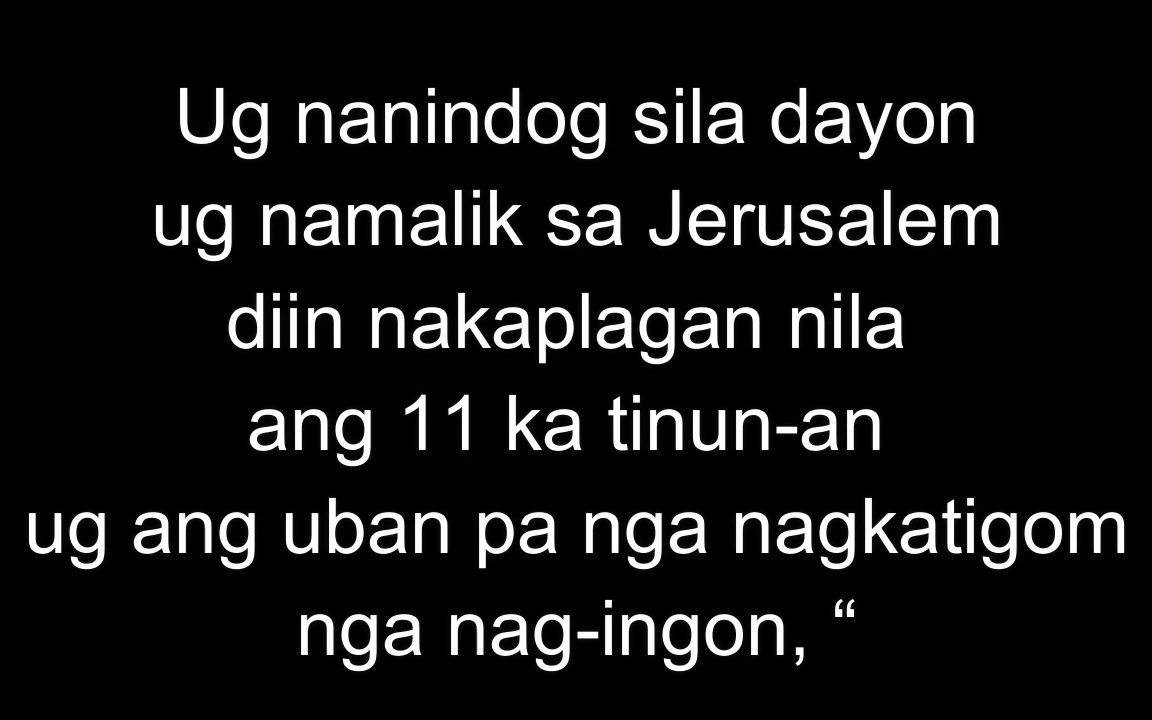 Ug nanindog sila dayon
ug namalik sa Jerusalem
diin nakaplagan nila
ang 11 ka tinun-an
ug ang uban pa nga nagkatigom
nga nag-ingon, “